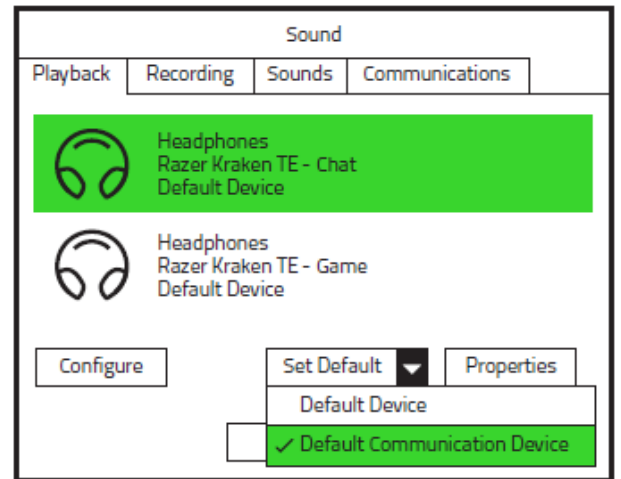 Sound
Playback Recording Sounds Communications
Headphones
Razer Kraken TE - Chat
Default Device
Headphones
Razer Kraken TE - Game
Default Device
Configure Set Default Properties
Default Device
✓ Default Communication Device